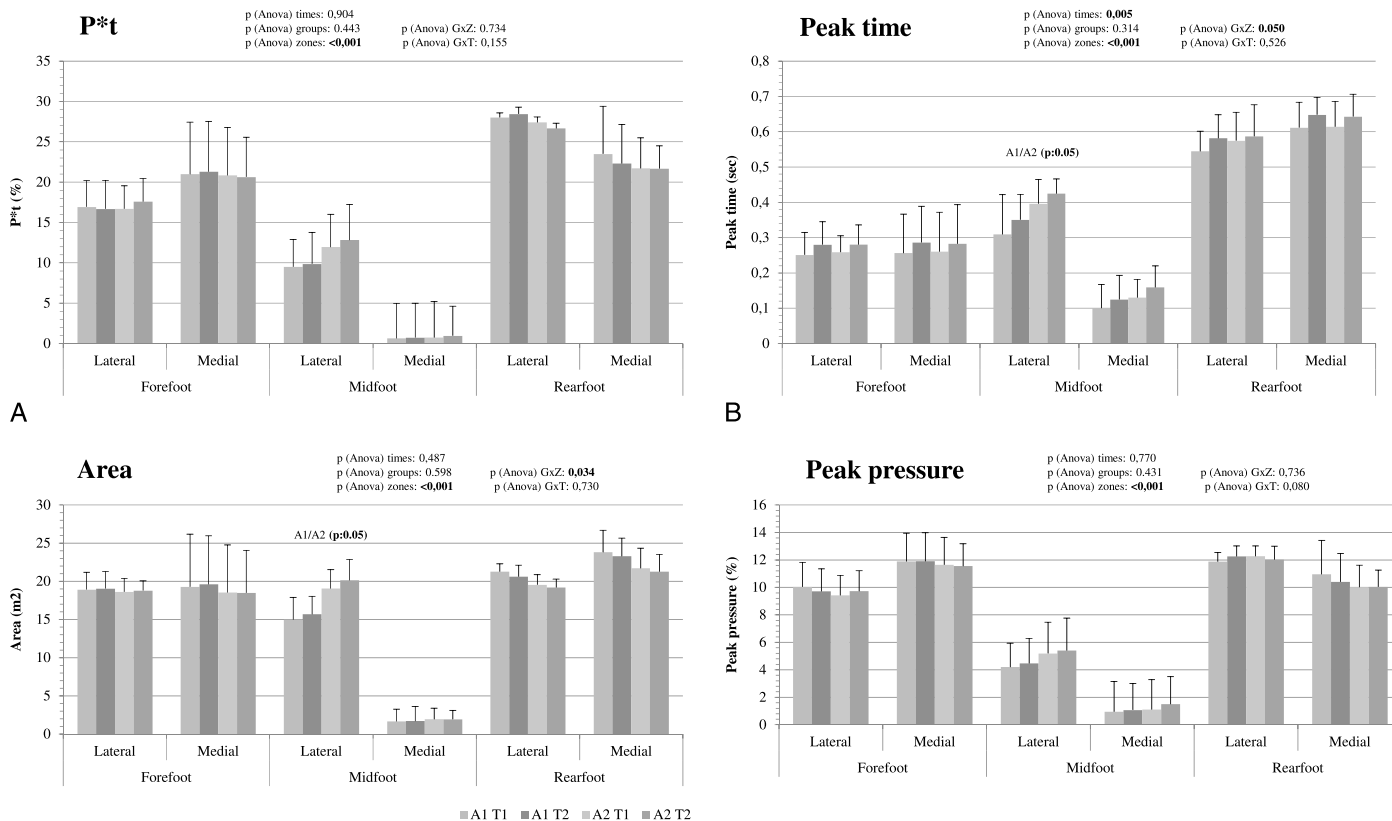 P*t
p (Anova) times: 0,904
p (Anova) groups: 0.443 p (Anova) GxZ: 0.734
p (Anova) zones: <0,001 p (Anova) GxT: 0,155
P*t (%)
35
30
25
20
15
10
5
0
Lateral Medial Lateral Medial Lateral Medial
Forefoot Midfoot Rearfoot
A
Peak time
p (Anova) times: 0,005
p (Anova) groups: 0.314 p (Anova) GxZ: 0.050
p (Anova) zones: <0,001 p (Anova) GxT: 0,526
Peak time (sec)
0,8
0,7
0,6
0,5
0,4
0,3
0,2
0,1
0
A1/A2 (p:0.05)
Lateral Medial Lateral Medial Lateral Medial
Forefoot Midfoot Rearfoot
B
Area
p (Anova) times: 0,487
p (Anova) groups: 0.598 p (Anova) GxZ: 0,034
p (Anova) zones: <0,001 p (Anova) GxT: 0,730
Area (m2)
30
25
20
15
10
5
0
A1/A2 (p:0.05)
Lateral Medial Lateral Medial Lateral Medial
Forefoot Midfoot Rearfoot
Peak pressure
p (Anova) times: 0,770
p (Anova) groups: 0.431 p (Anova) GxZ: 0,736
p (Anova) zones: <0,001 p (Anova) GxT: 0,080
Peak pressure (%)
16
14
12
10
8
6
4
2
0
Lateral Medial Lateral Medial Lateral Medial
Forefoot Midfoot Rearfoot
A1 T1 A1 T2 A2 T1 A2 T2